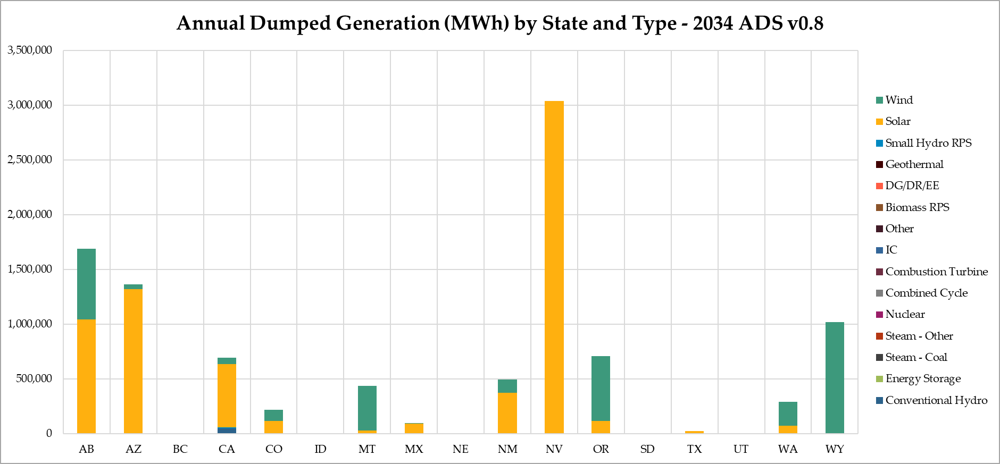 Annual Dumped Generation (MWh) by State and Type - 2034 ADS v0.8
3,500,000
3,000,000
2,500,000
2,000,000
1,500,000
1,000,000
500,000
0
AB AZ BC CA CO ID MT MX NE NM NV OR SD TX UT WA WY
Wind
Solar
Small Hydro RPS
Geothermal
DG/DR/EE
Biomass RPS
Other
IC
Combustion Turbine
Combined Cycle
Nuclear
Steam - Other
Steam - Coal
Energy Storage
Conventional Hydro